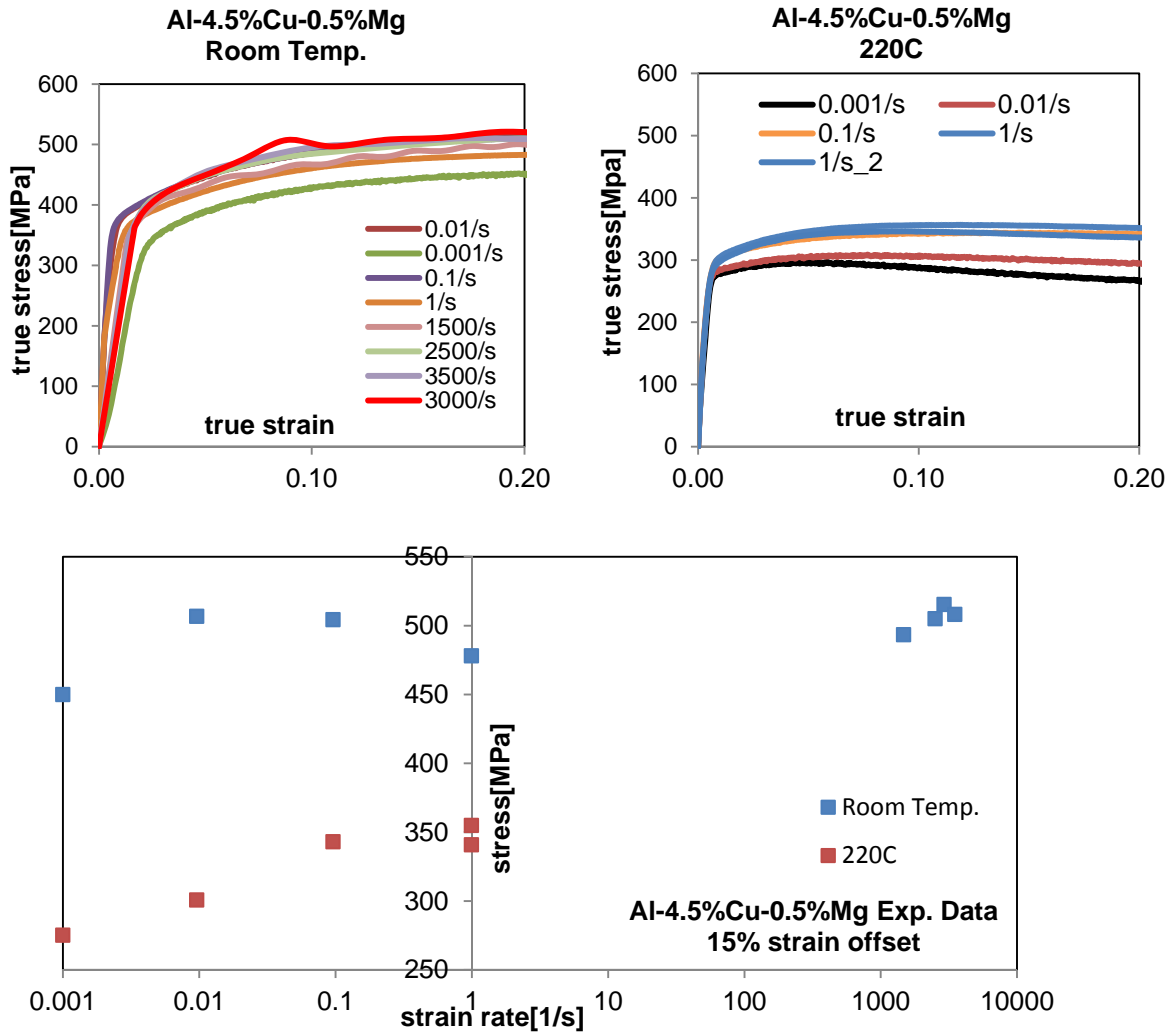 Al-4.5%Cu-0.5%Mg
Room Temp.
600
500
400
300
200
100
0
true stress[MPa]
0.01/s
0.001/s
0.1/s
1/s
1500/s
2500/s
3500/s
3000/s
true strain
0.00
0.10
0.20
Al-4.5%Cu-0.5%Mg
220C
600
500
400
300
200
100
0
true stress[Mpa]
0.001/s
0.01/s
0.1/s
1/s
1/s_2
true strain
0.00
0.10
0.20
550
500
450
400
350
300
250
stress[MPa]
Room Temp.
220C
Al-4.5%Cu-0.5%Mg Exp. Data
15% strain offset
0.001
0.01
0.1
1
10
100
1000
10000
strain rate[1/s]